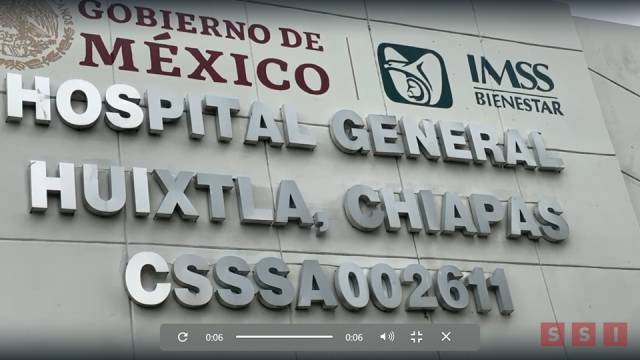 GOBIERNO DE
MÉXICO
IMSS
BIENESTAR
HOSPITAL GENERAL
HUIXTLA, CHIAPAS
CSSSA002611
0:06 0:06
SSI